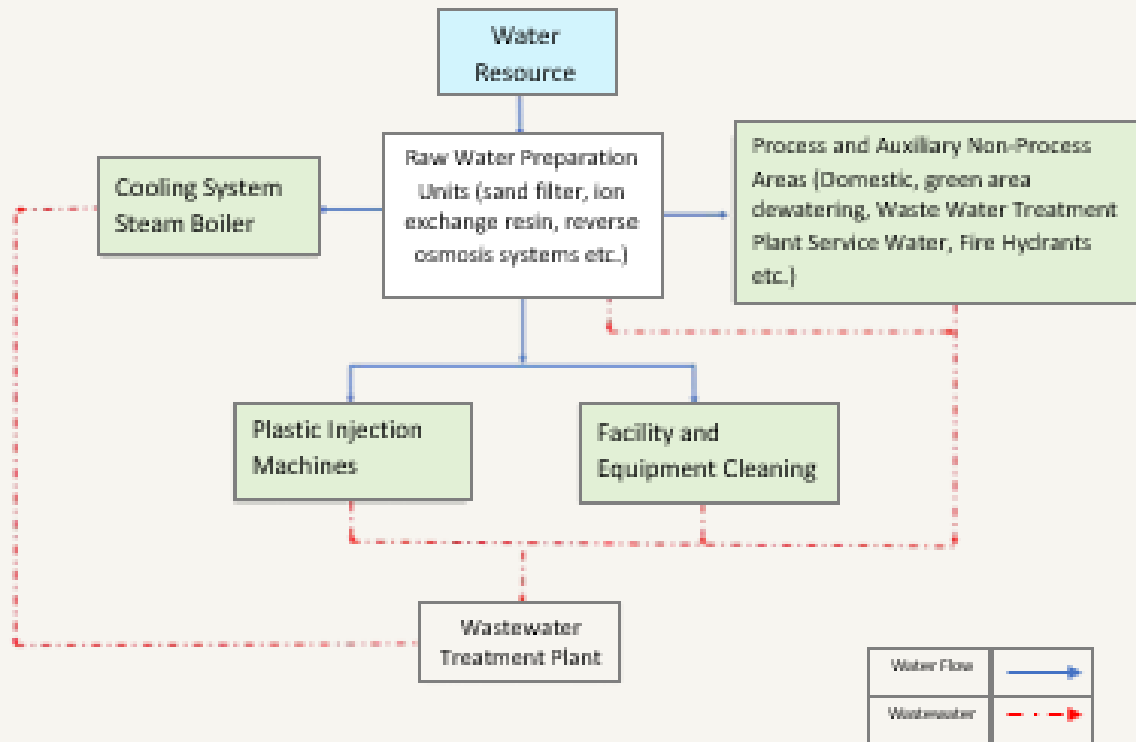 Water
Resource
Raw Water Preparation
Units (sand filter, ion
exchange resin, reverse
osmosis systems etc.)
Cooling System
Steam Boiler
Process and Auxiliary Non-Process
Areas (Domestic, green area
dewatering, Waste Water Treatment
Plant Service Water, Fire Hydrants
etc.)
Plastic Injection
Machines
Facility and
Equipment Cleaning
Wastewater
Treatment Plant
Water Flow
Wastewater